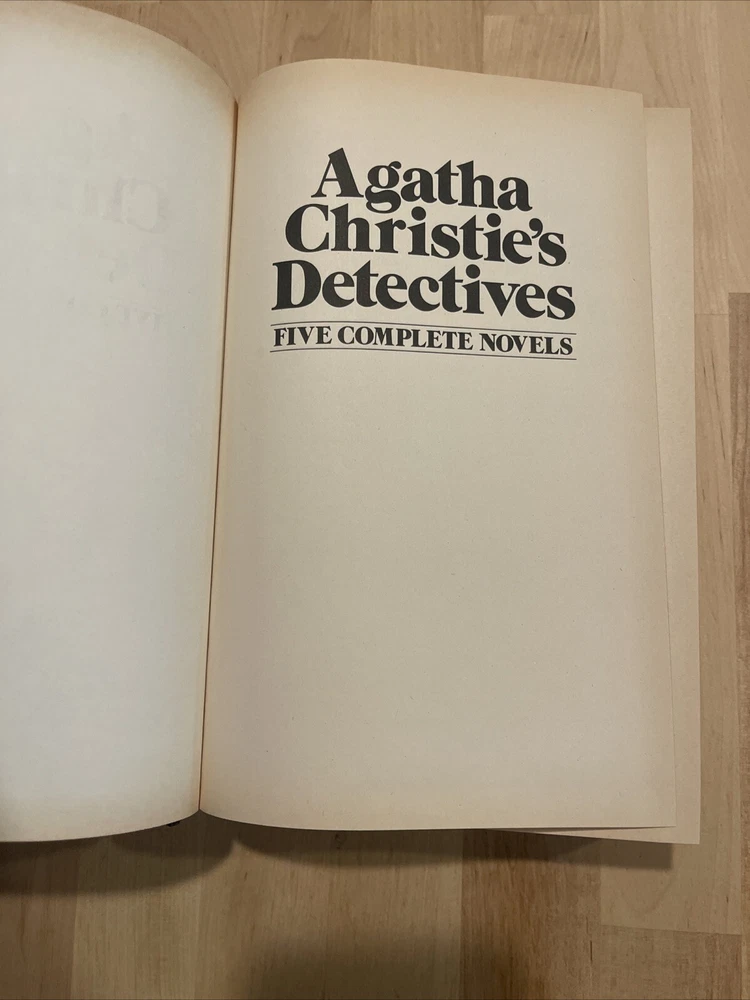 Agatha
Christie's
Detectives
FIVE COMPLETE NOVELS